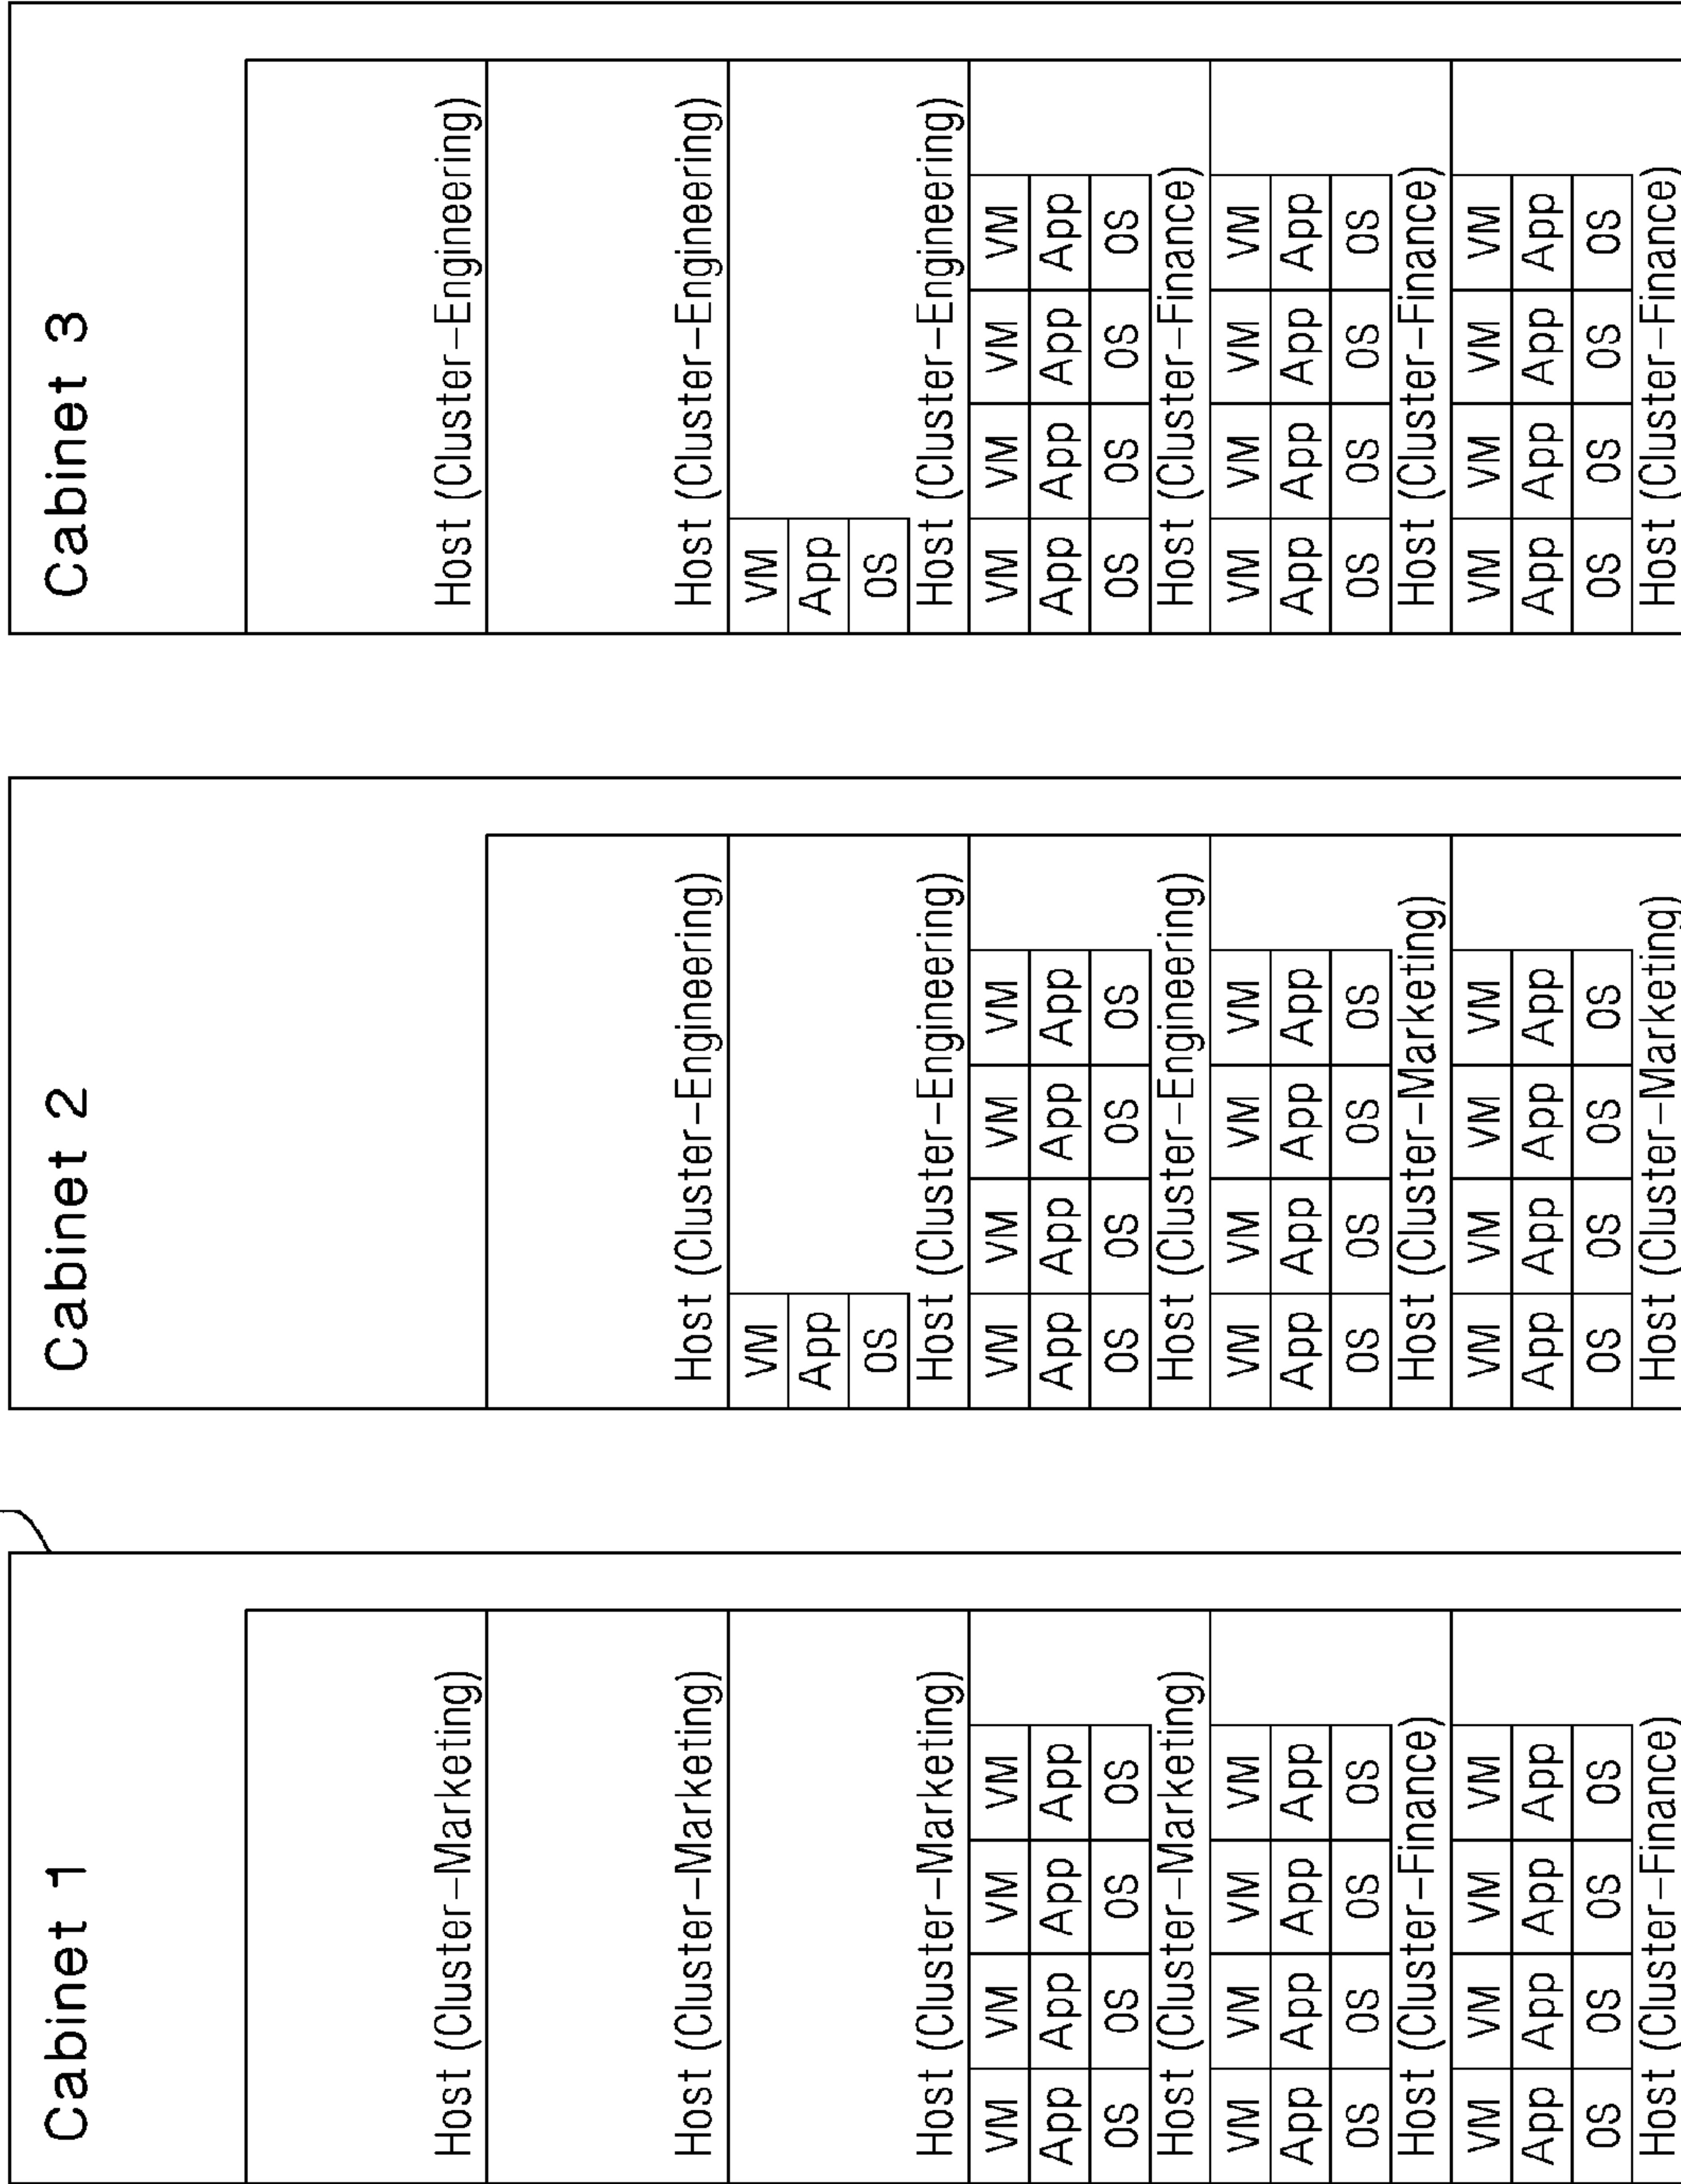 Cabinet 1
Host (Cluster-Marketing)
Host (Cluster-Marketing)
Host (Cluster-Marketing)
VM VM VM VM
App App App App
OS OS OS OS
Host (Cluster-Marketing)
VM VM VM VM
App App App App
OS OS OS OS
Host (Cluster-Finance)
VM VM VM VM
App App App App
OS OS OS OS
Host (Cluster-Finance)
Cabinet 2
Host (Cluster-Engineering)
VM
App
OS
Host (Cluster-Engineering)
VM VM VM VM
App App App App
OS OS OS OS
Host (Cluster-Engineering)
VM VM VM VM
App App App App
OS OS OS OS
Host (Cluster-Marketing)
VM VM VM VM
App App App App
OS OS OS OS
Host (Cluster-Marketing)
Cabinet 3
Host (Cluster-Engineering)
Host (Cluster-Engineering)
VM
App
OS
Host (Cluster-Engineering)
VM VM VM VM
App App App App
OS OS OS OS
Host (Cluster-Finance)
VM VM VM VM
App App App App
OS OS OS OS
Host (Cluster-Finance)
VM VM VM VM
App App App App
OS OS OS OS
Host (Cluster-Finance)